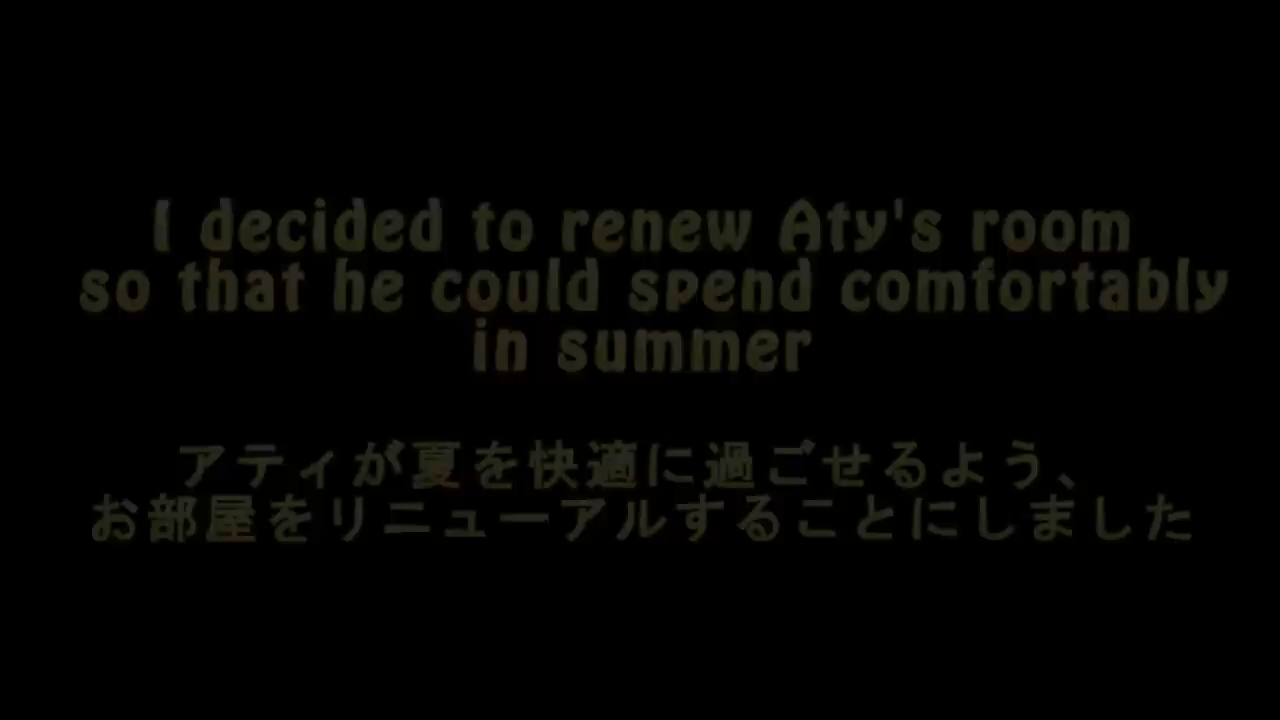 I decided to renew Aty's room
so that he could spend comfortably
in summer
アティが夏を快適に過ごせるよう、
お部屋をリニューアルすることにしました